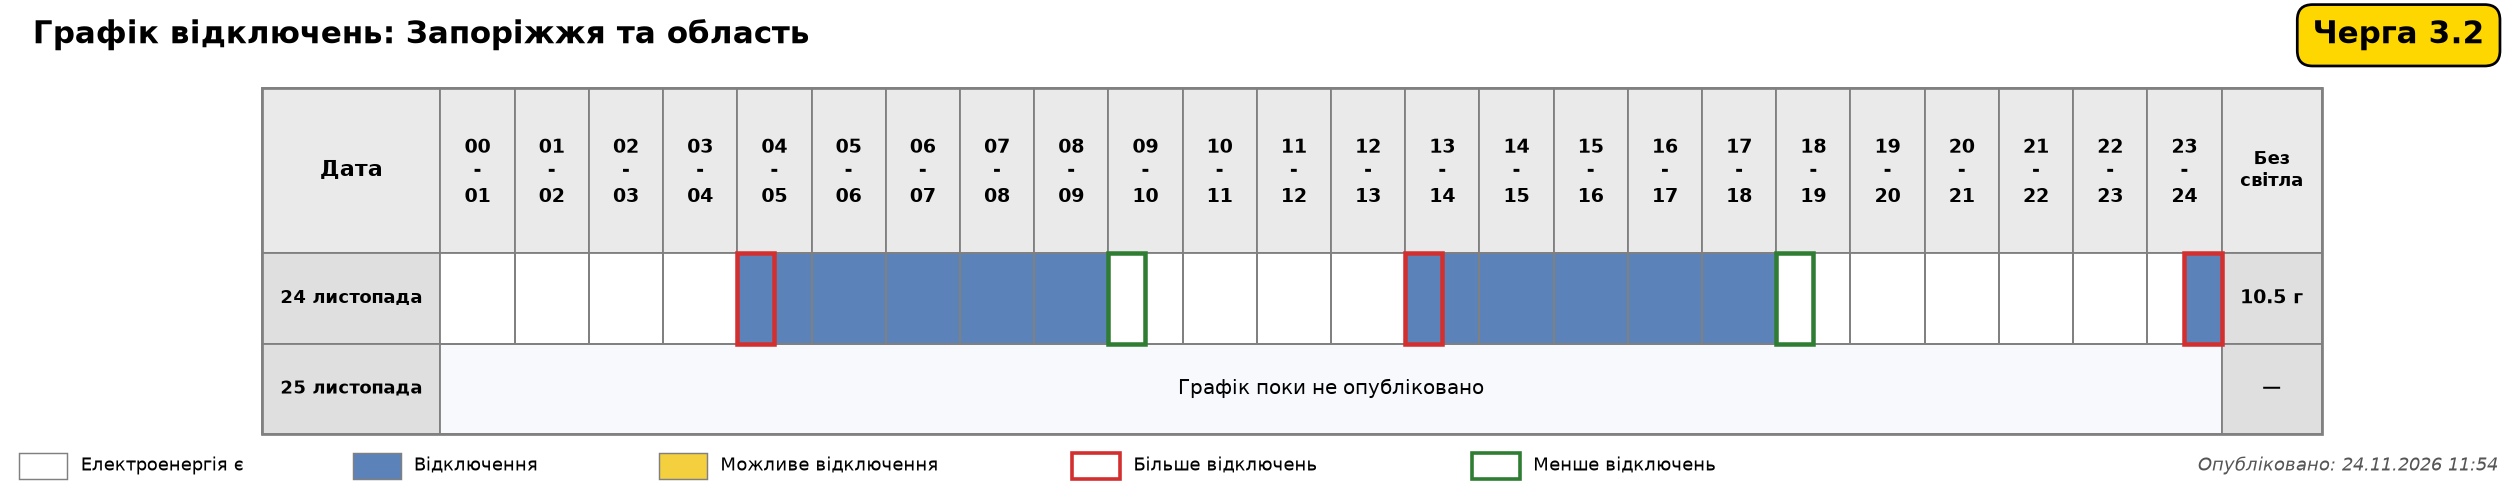 Графік відключень: Запоріжжя та область
Черга 3.2
Дата
00 - 01
01 - 02
02 - 03
03 - 04
04 - 05
05 - 06
06 - 07
07 - 08
08 - 09
09 - 10
10 - 11
11 - 12
12 - 13
13 - 14
14 - 15
15 - 16
16 - 17
17 - 18
18 - 19
19 - 20
20 - 21
21 - 22
22 - 23
23 - 24
Без
світла
24 листопада
10.5 г
25 листопада
Графік поки не опубліковано
—
Електроенергія є
Відключення
Можливе відключення
Більше відключень
Менше відключень
Опубліковано: 24.11.2026 11:54